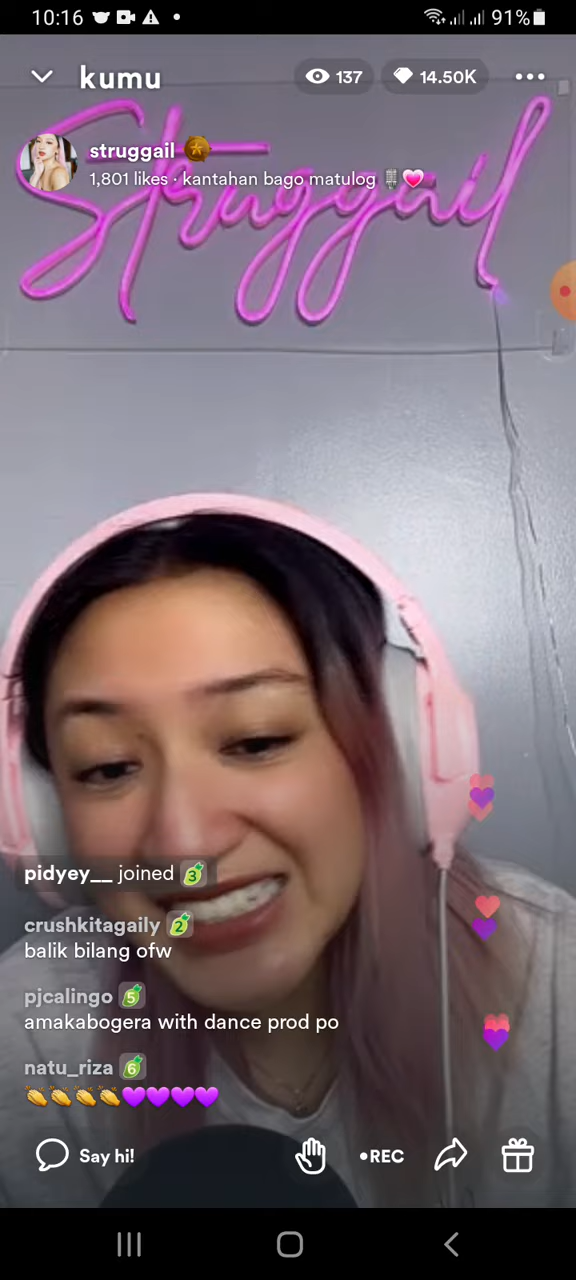 10:16 91%
kumu 137 14.50K
Struggail
struggail
1,801 likes · kantahan bago matulog 🎙️💗
pidyey__ joined 3
crushkitagaily 2
balik bilang ofw
pjcalingo 5
amakabogera with dance prod po
natu_riza 6
👏👏👏👏💜💜💜💜
Say hi! •REC